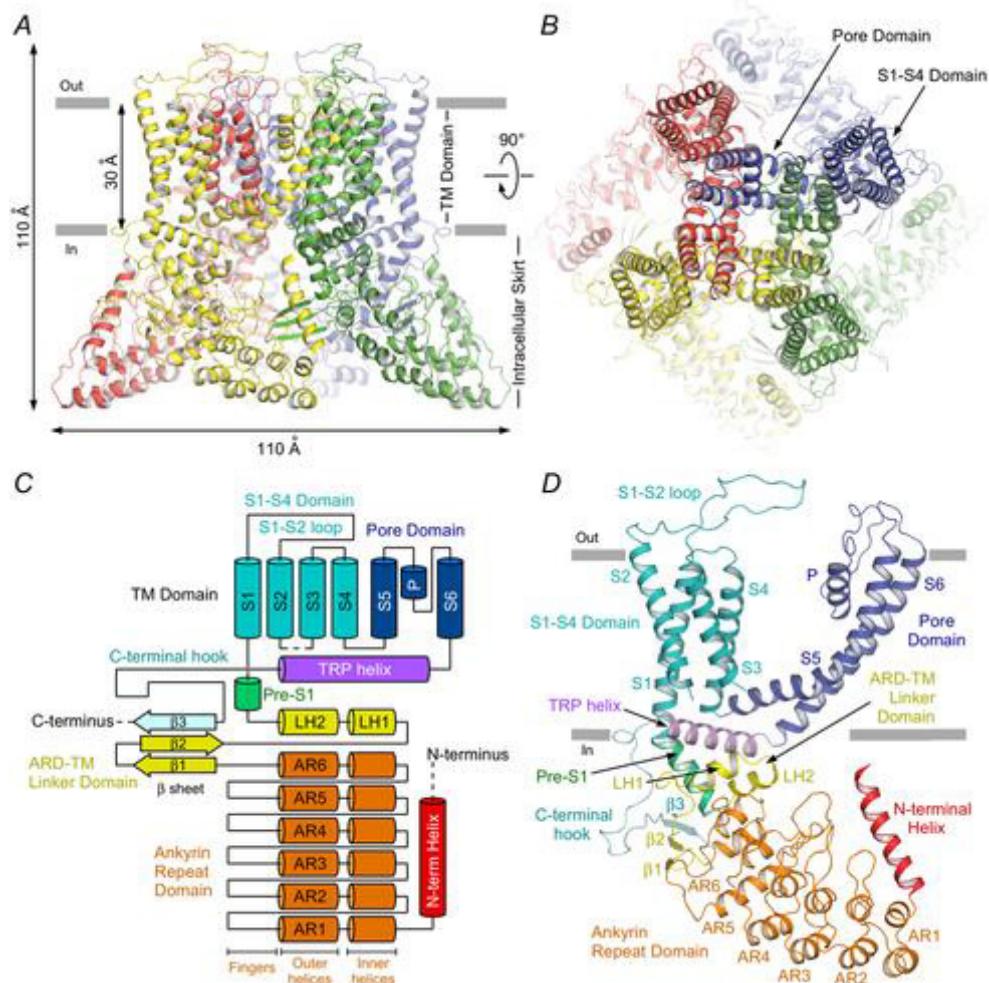 A
110 Å
Out
30 Å
In
TM Domain
Intracellular Skirt
90°
110 Å
B
Pore Domain
S1-S4 Domain
C
S1-S4 Domain
S1-S2 loop
Pore Domain
TM Domain
S1
S2
S3
S4
S5
P
S6
C-terminal hook
TRP helix
Pre-S1
C-terminus
β3
LH2
LH1
β2
ARD-TM
Linker Domain
β1
β sheet
N-terminus
AR6
AR5
AR4
Ankyrin
Repeat
Domain
AR3
AR2
AR1
N-term Helix
Fingers
Outer
helices
Inner
helices
D
S1-S2 loop
Out
S2
S4
P
S6
S1-S4 Domain
Pore
Domain
S3
S5
S1
ARD-TM
Linker
Domain
TRP helix
In
Pre-S1
LH1
LH2
C-terminal
hook
β3
β2
β1
N-terminal
Helix
AR6
AR5
AR4
AR3
AR2
AR1
Ankyrin
Repeat Domain